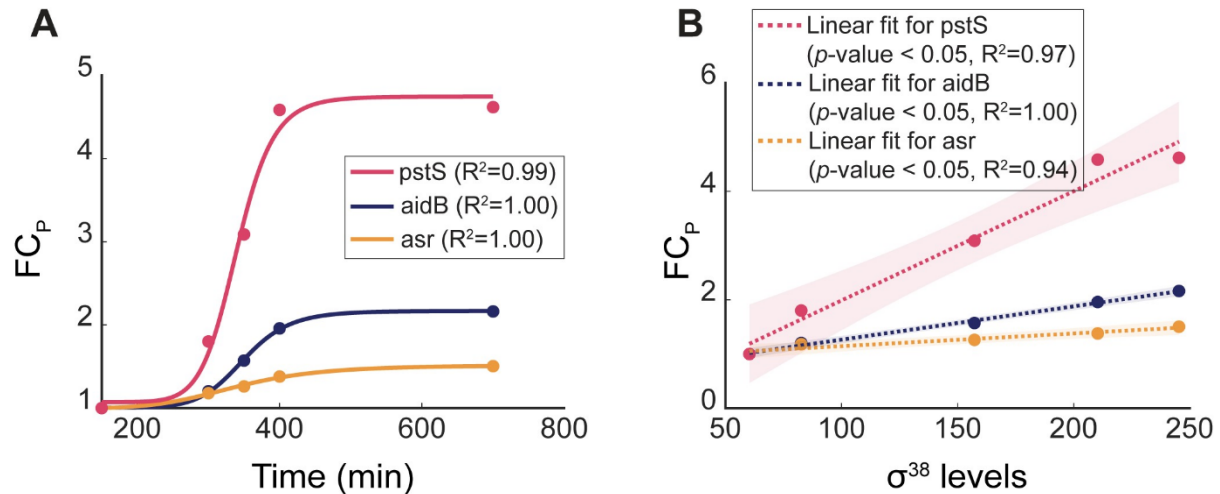 A
5
4
3
2
1
FC_P
200
400
600
800
Time (min)
pstS (R²=0.99)
aidB (R²=1.00)
asr (R²=1.00)
B
Linear fit for pstS
(p-value < 0.05, R²=0.97)
Linear fit for aidB
(p-value < 0.05, R²=1.00)
Linear fit for asr
(p-value < 0.05, R²=0.94)
6
4
2
0
FC_P
50
100
150
200
250
σ³⁸ levels